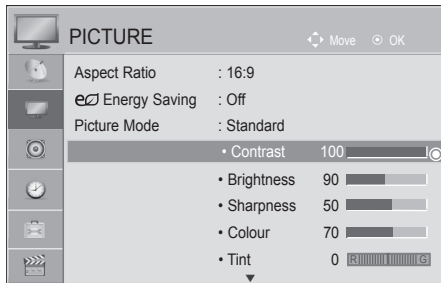 PICTURE
Move OK
Aspect Ratio : 16:9
Energy Saving : Off
Picture Mode : Standard
• Contrast 100
• Brightness 90
• Sharpness 50
• Colour 70
• Tint 0 R G